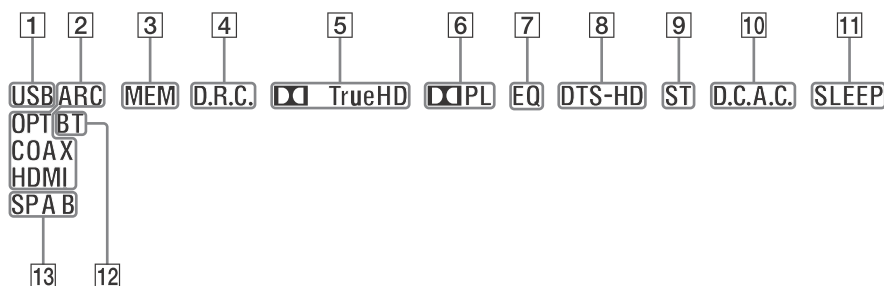 1 2 3 4 5 6 7 8 9 10 11
USB ARC MEM D.R.C. TrueHD PL EQ DTS-HD ST D.C.A.C. SLEEP
OPT BT
COAX
HDMI
SP A B
13 12